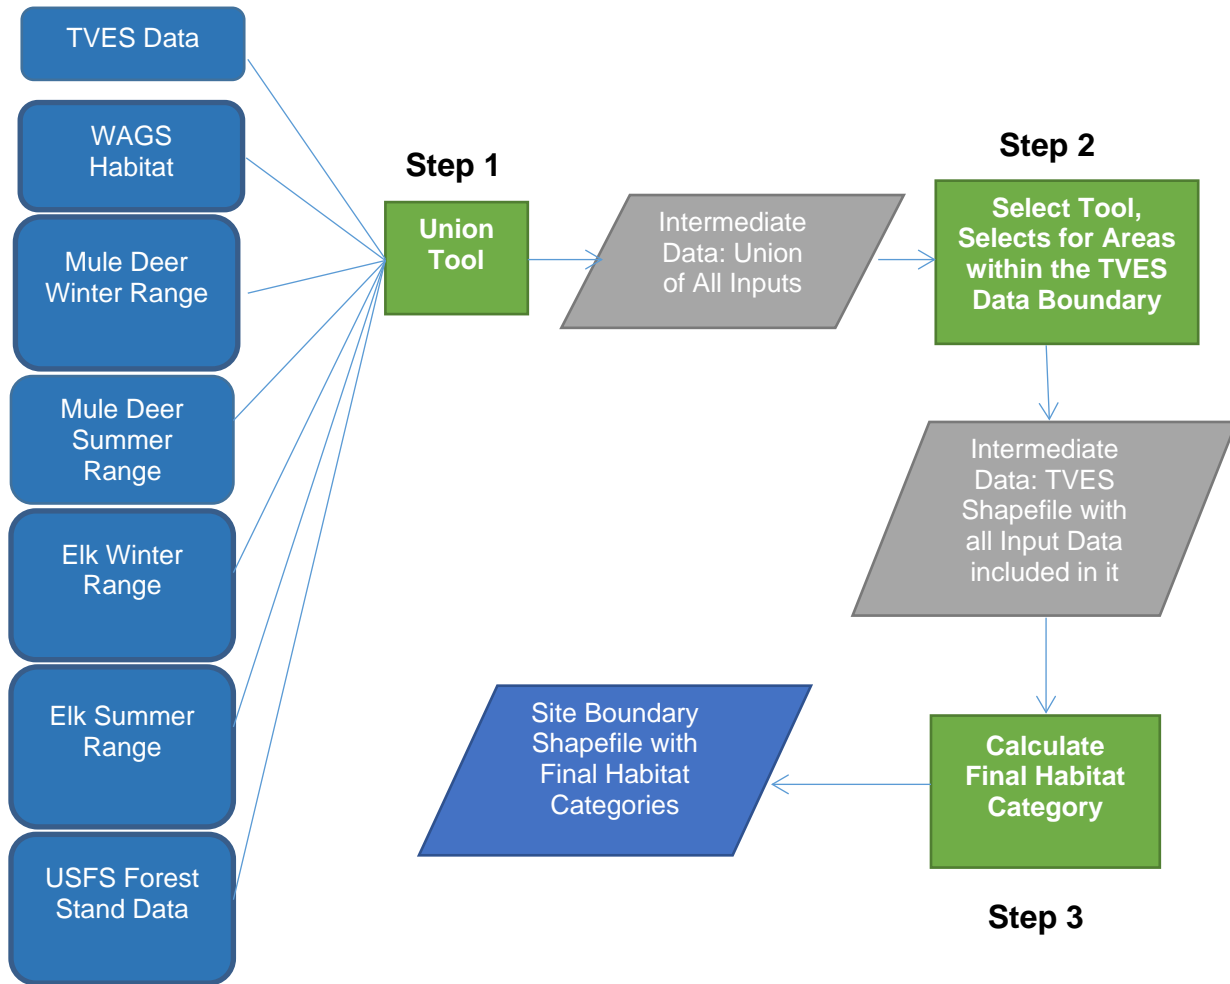 TVES Data
WAGS
Habitat
Mule Deer
Winter Range
Mule Deer
Summer
Range
Elk Winter
Range
Elk Summer
Range
USFS Forest
Stand Data
Step 1
Union
Tool
Intermediate
Data: Union
of All Inputs
Step 2
Select Tool,
Selects for Areas
within the TVES
Data Boundary
Intermediate
Data: TVES
Shapefile with
all Input Data
included in it
Calculate
Final Habitat
Category
Step 3
Site Boundary
Shapefile with
Final Habitat
Categories